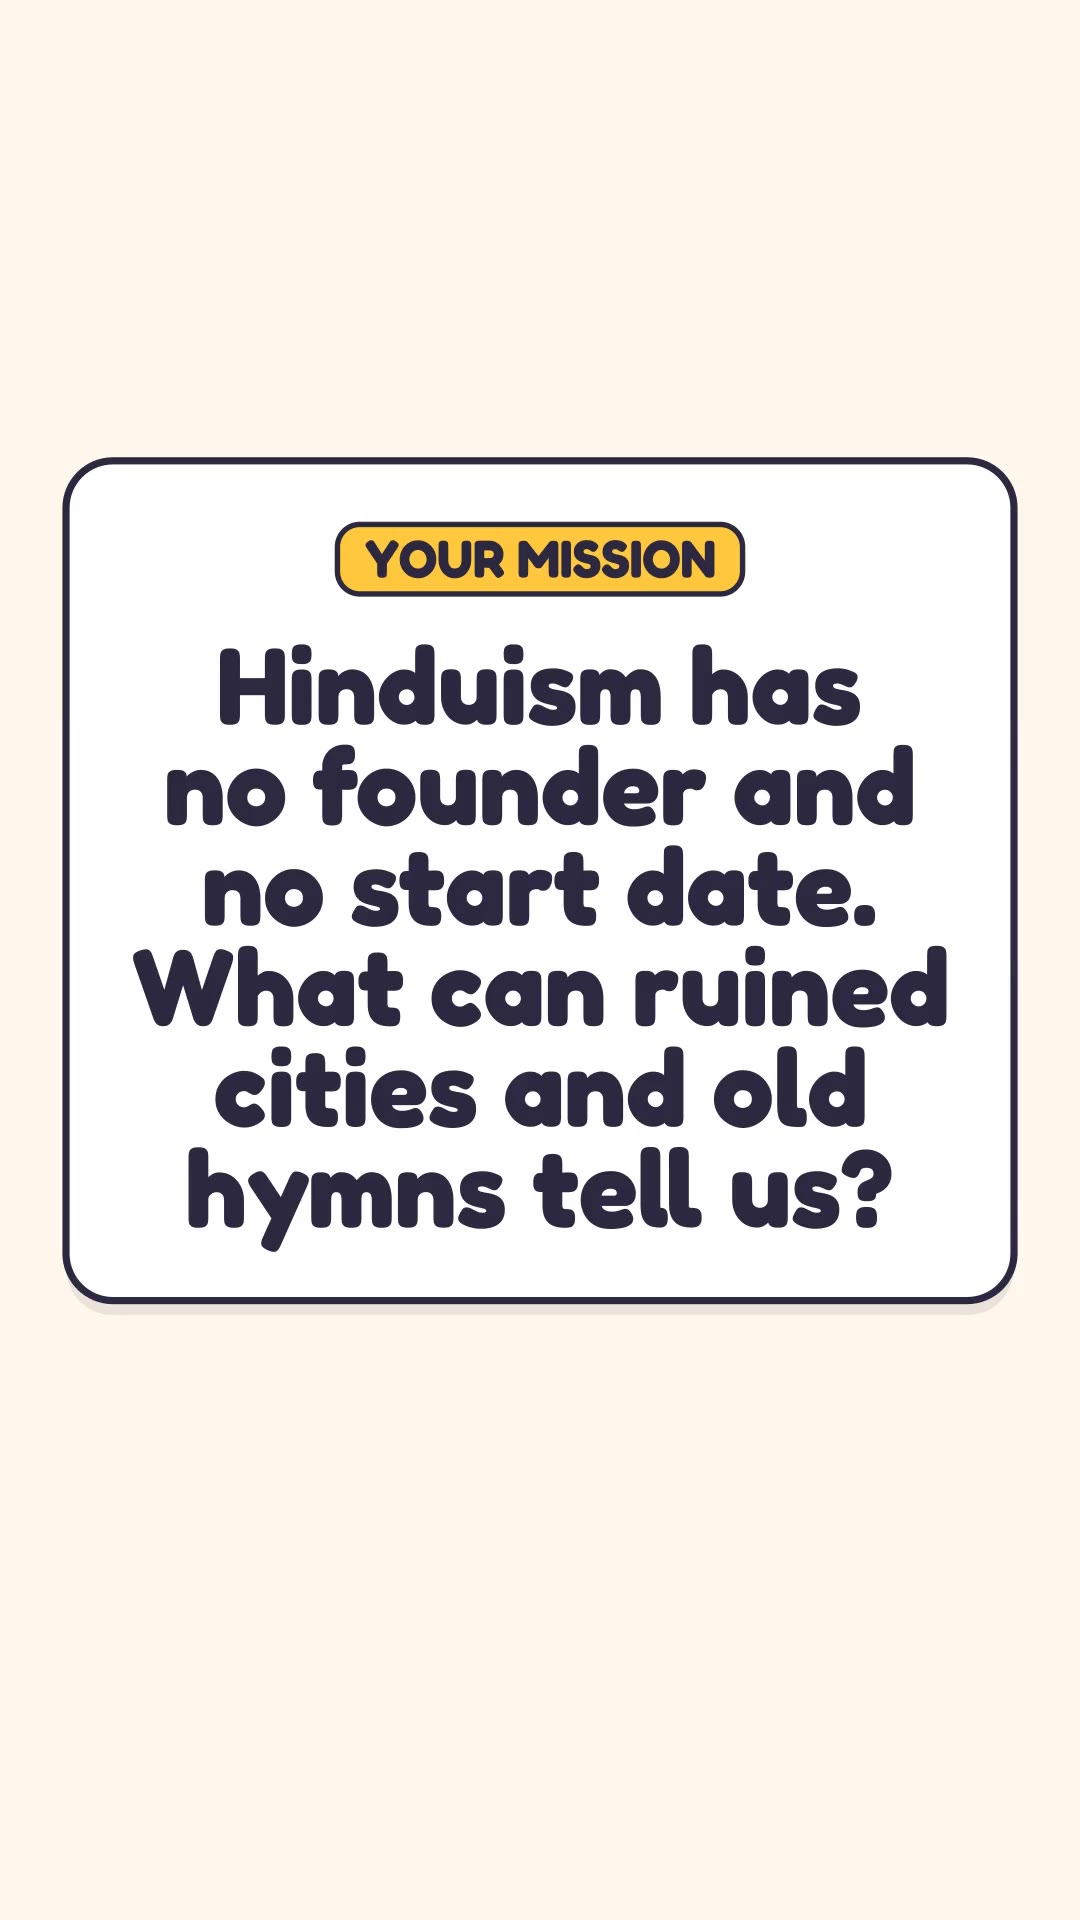 YOUR MISSION
Hinduism has
no founder and
no start date.
What can ruined
cities and old
hymns tell us?